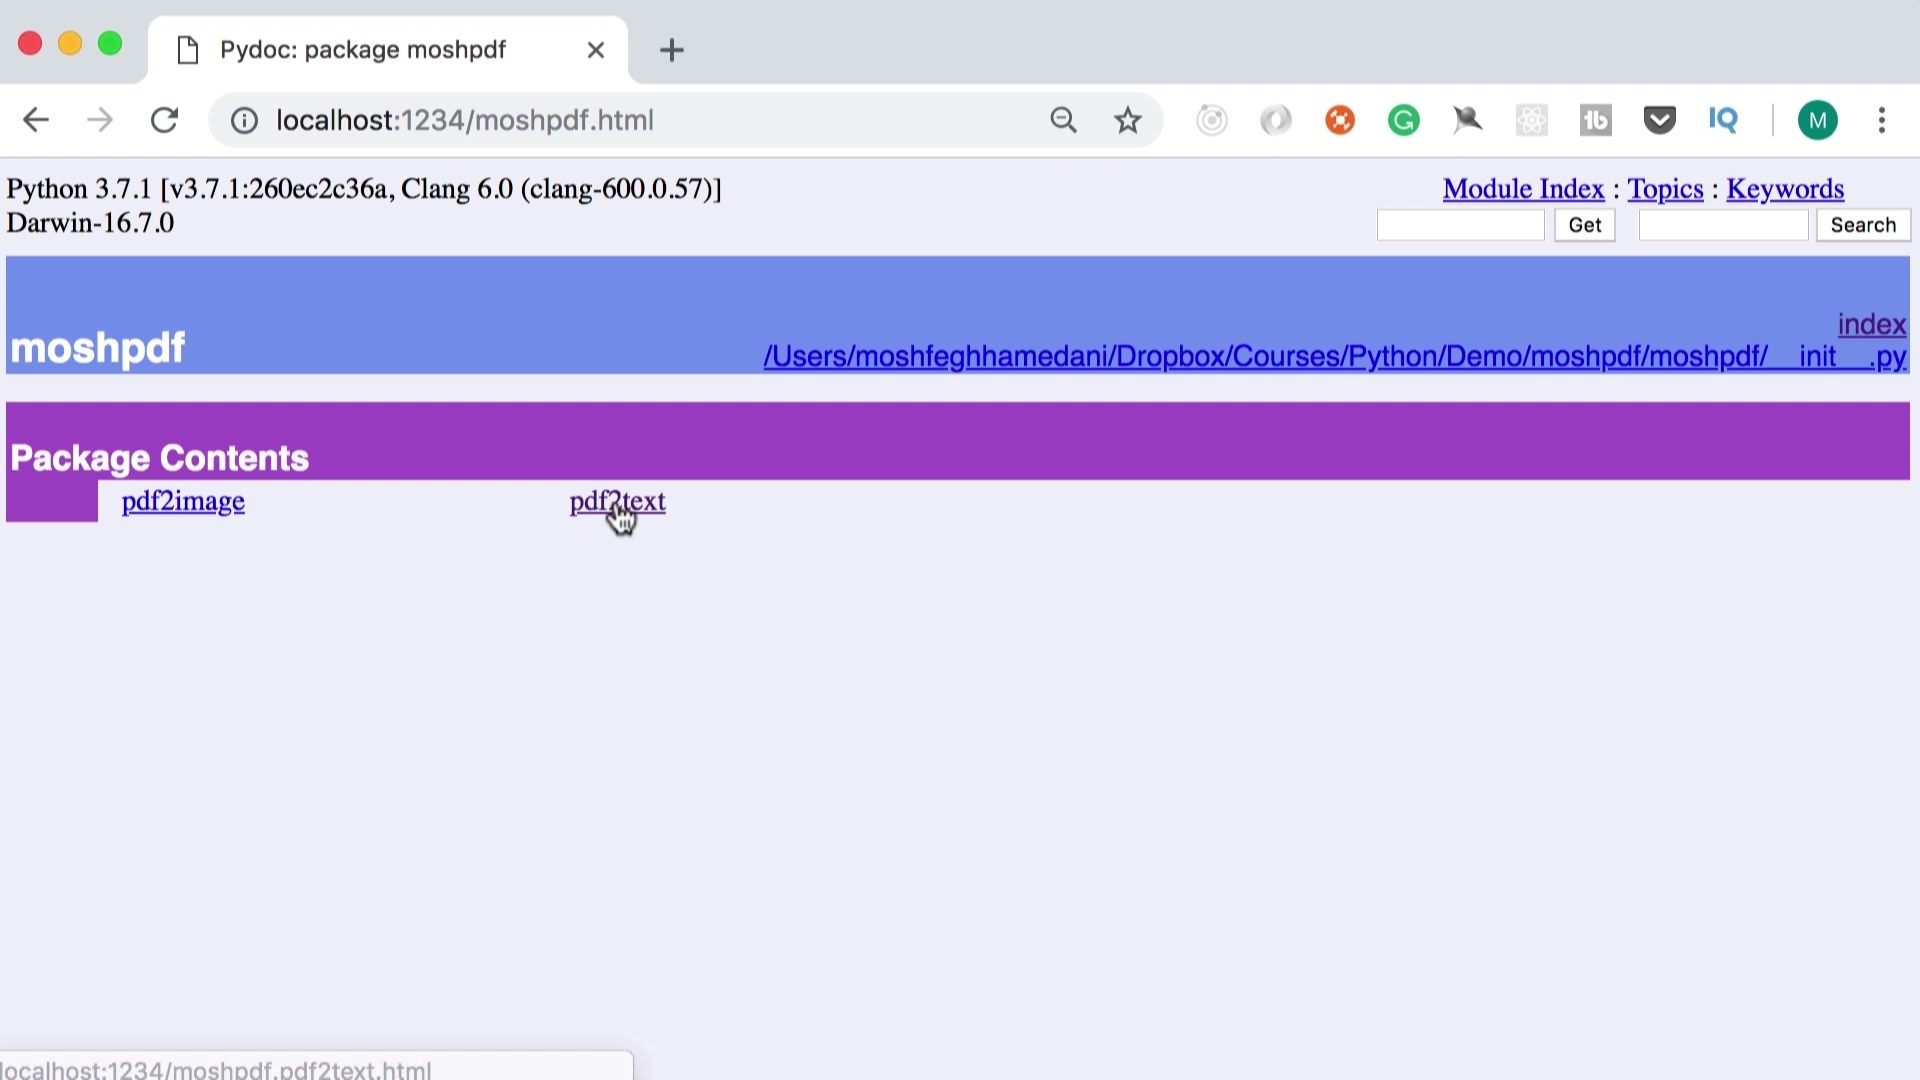 Pydoc: package moshpdf
localhost:1234/moshpdf.html
IQ
M
Python 3.7.1 [v3.7.1:260ec2c36a, Clang 6.0 (clang-600.0.57)]
Darwin-16.7.0
Module Index : Topics : Keywords
Get Search
index
moshpdf
/Users/moshfeghhamedani/Dropbox/Courses/Python/Demo/moshpdf/moshpdf/__init__.py
Package Contents
pdf2image pdf2text
localhost:1234/moshpdf.pdf2text.html